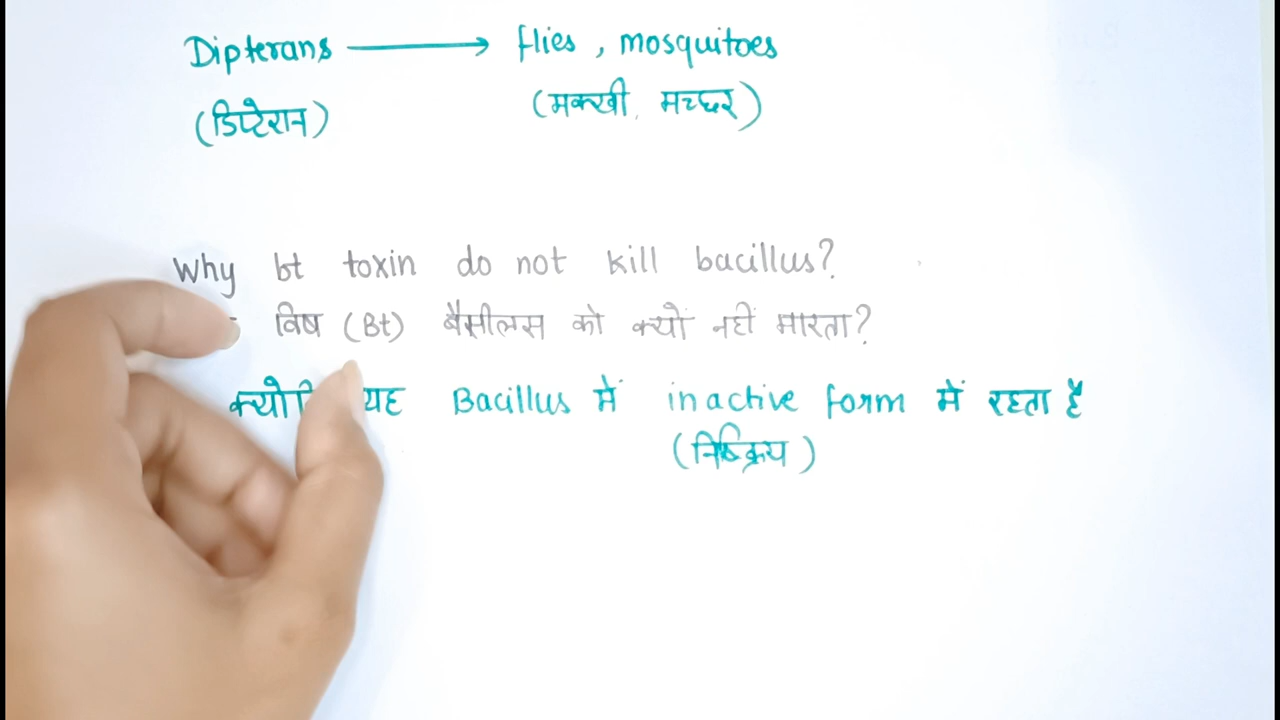 Dipterans → flies, mosquitoes
(डिप्टेरान) (मक्खी, मच्छर)
Why bt toxin do not kill bacillus?
विष (Bt) बैसीलस को क्यों नहीं मारता?
यह Bacillus में inactive form में रहता है
(निष्क्रिय)